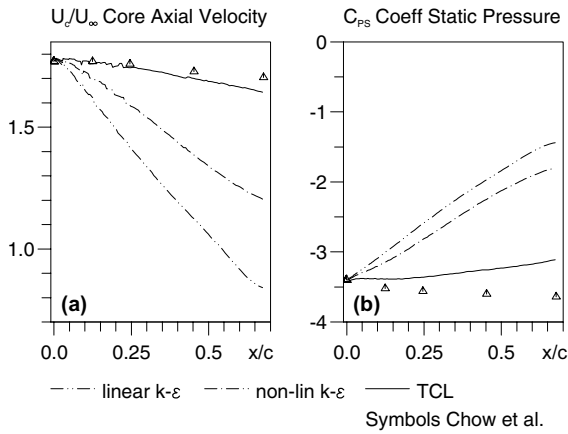 U_c/U_∞ Core Axial Velocity
C_PS Coeff Static Pressure
1.5
1.0
(a)
0.0 0.25 0.5 x/c
0
-1
-2
-3
-4
(b)
0.0 0.25 0.5 x/c
linear k-ε non-lin k-ε TCL
Symbols Chow et al.